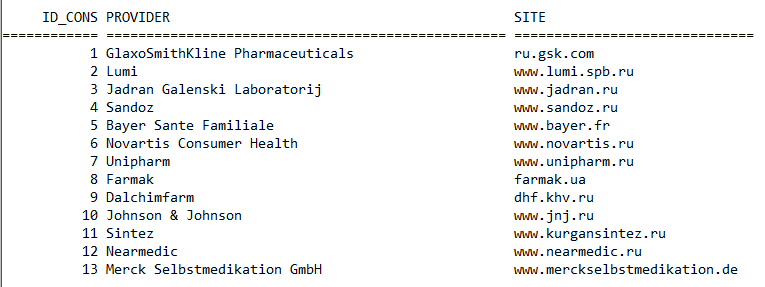 ID_CONS PROVIDER SITE
=========== ================================================== ==============================
1 GlaxoSmithKline Pharmaceuticals ru.gsk.com
2 Lumi www.lumi.spb.ru
3 Jadran Galenski Laboratorij www.jadran.ru
4 Sandoz www.sandoz.ru
5 Bayer Sante Familiale www.bayer.fr
6 Novartis Consumer Health www.novartis.ru
7 Unipharm www.unipharm.ru
8 Farmak farmak.ua
9 Dalchimfarm dhf.khv.ru
10 Johnson & Johnson www.jnj.ru
11 Sintez www.kurgansintez.ru
12 Nearmedic www.nearmedic.ru
13 Merck Selbstmedikation GmbH www.merckselbstmedikation.de